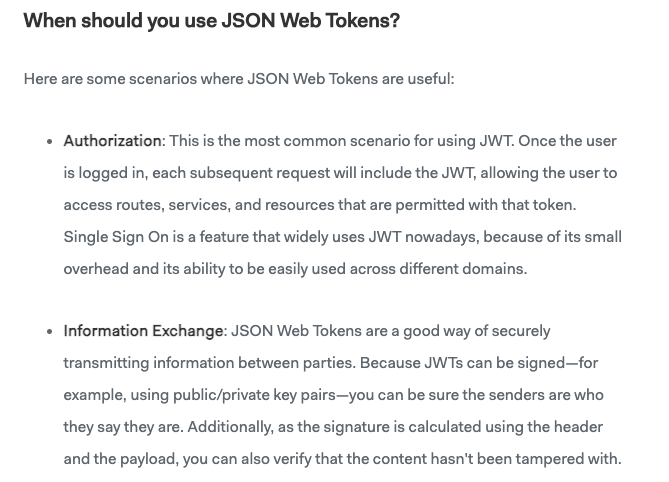 When should you use JSON Web Tokens?
Here are some scenarios where JSON Web Tokens are useful:
• Authorization: This is the most common scenario for using JWT. Once the user
is logged in, each subsequent request will include the JWT, allowing the user to
access routes, services, and resources that are permitted with that token.
Single Sign On is a feature that widely uses JWT nowadays, because of its small
overhead and its ability to be easily used across different domains.
• Information Exchange: JSON Web Tokens are a good way of securely
transmitting information between parties. Because JWTs can be signed—for
example, using public/private key pairs—you can be sure the senders are who
they say they are. Additionally, as the signature is calculated using the header
and the payload, you can also verify that the content hasn't been tampered with.